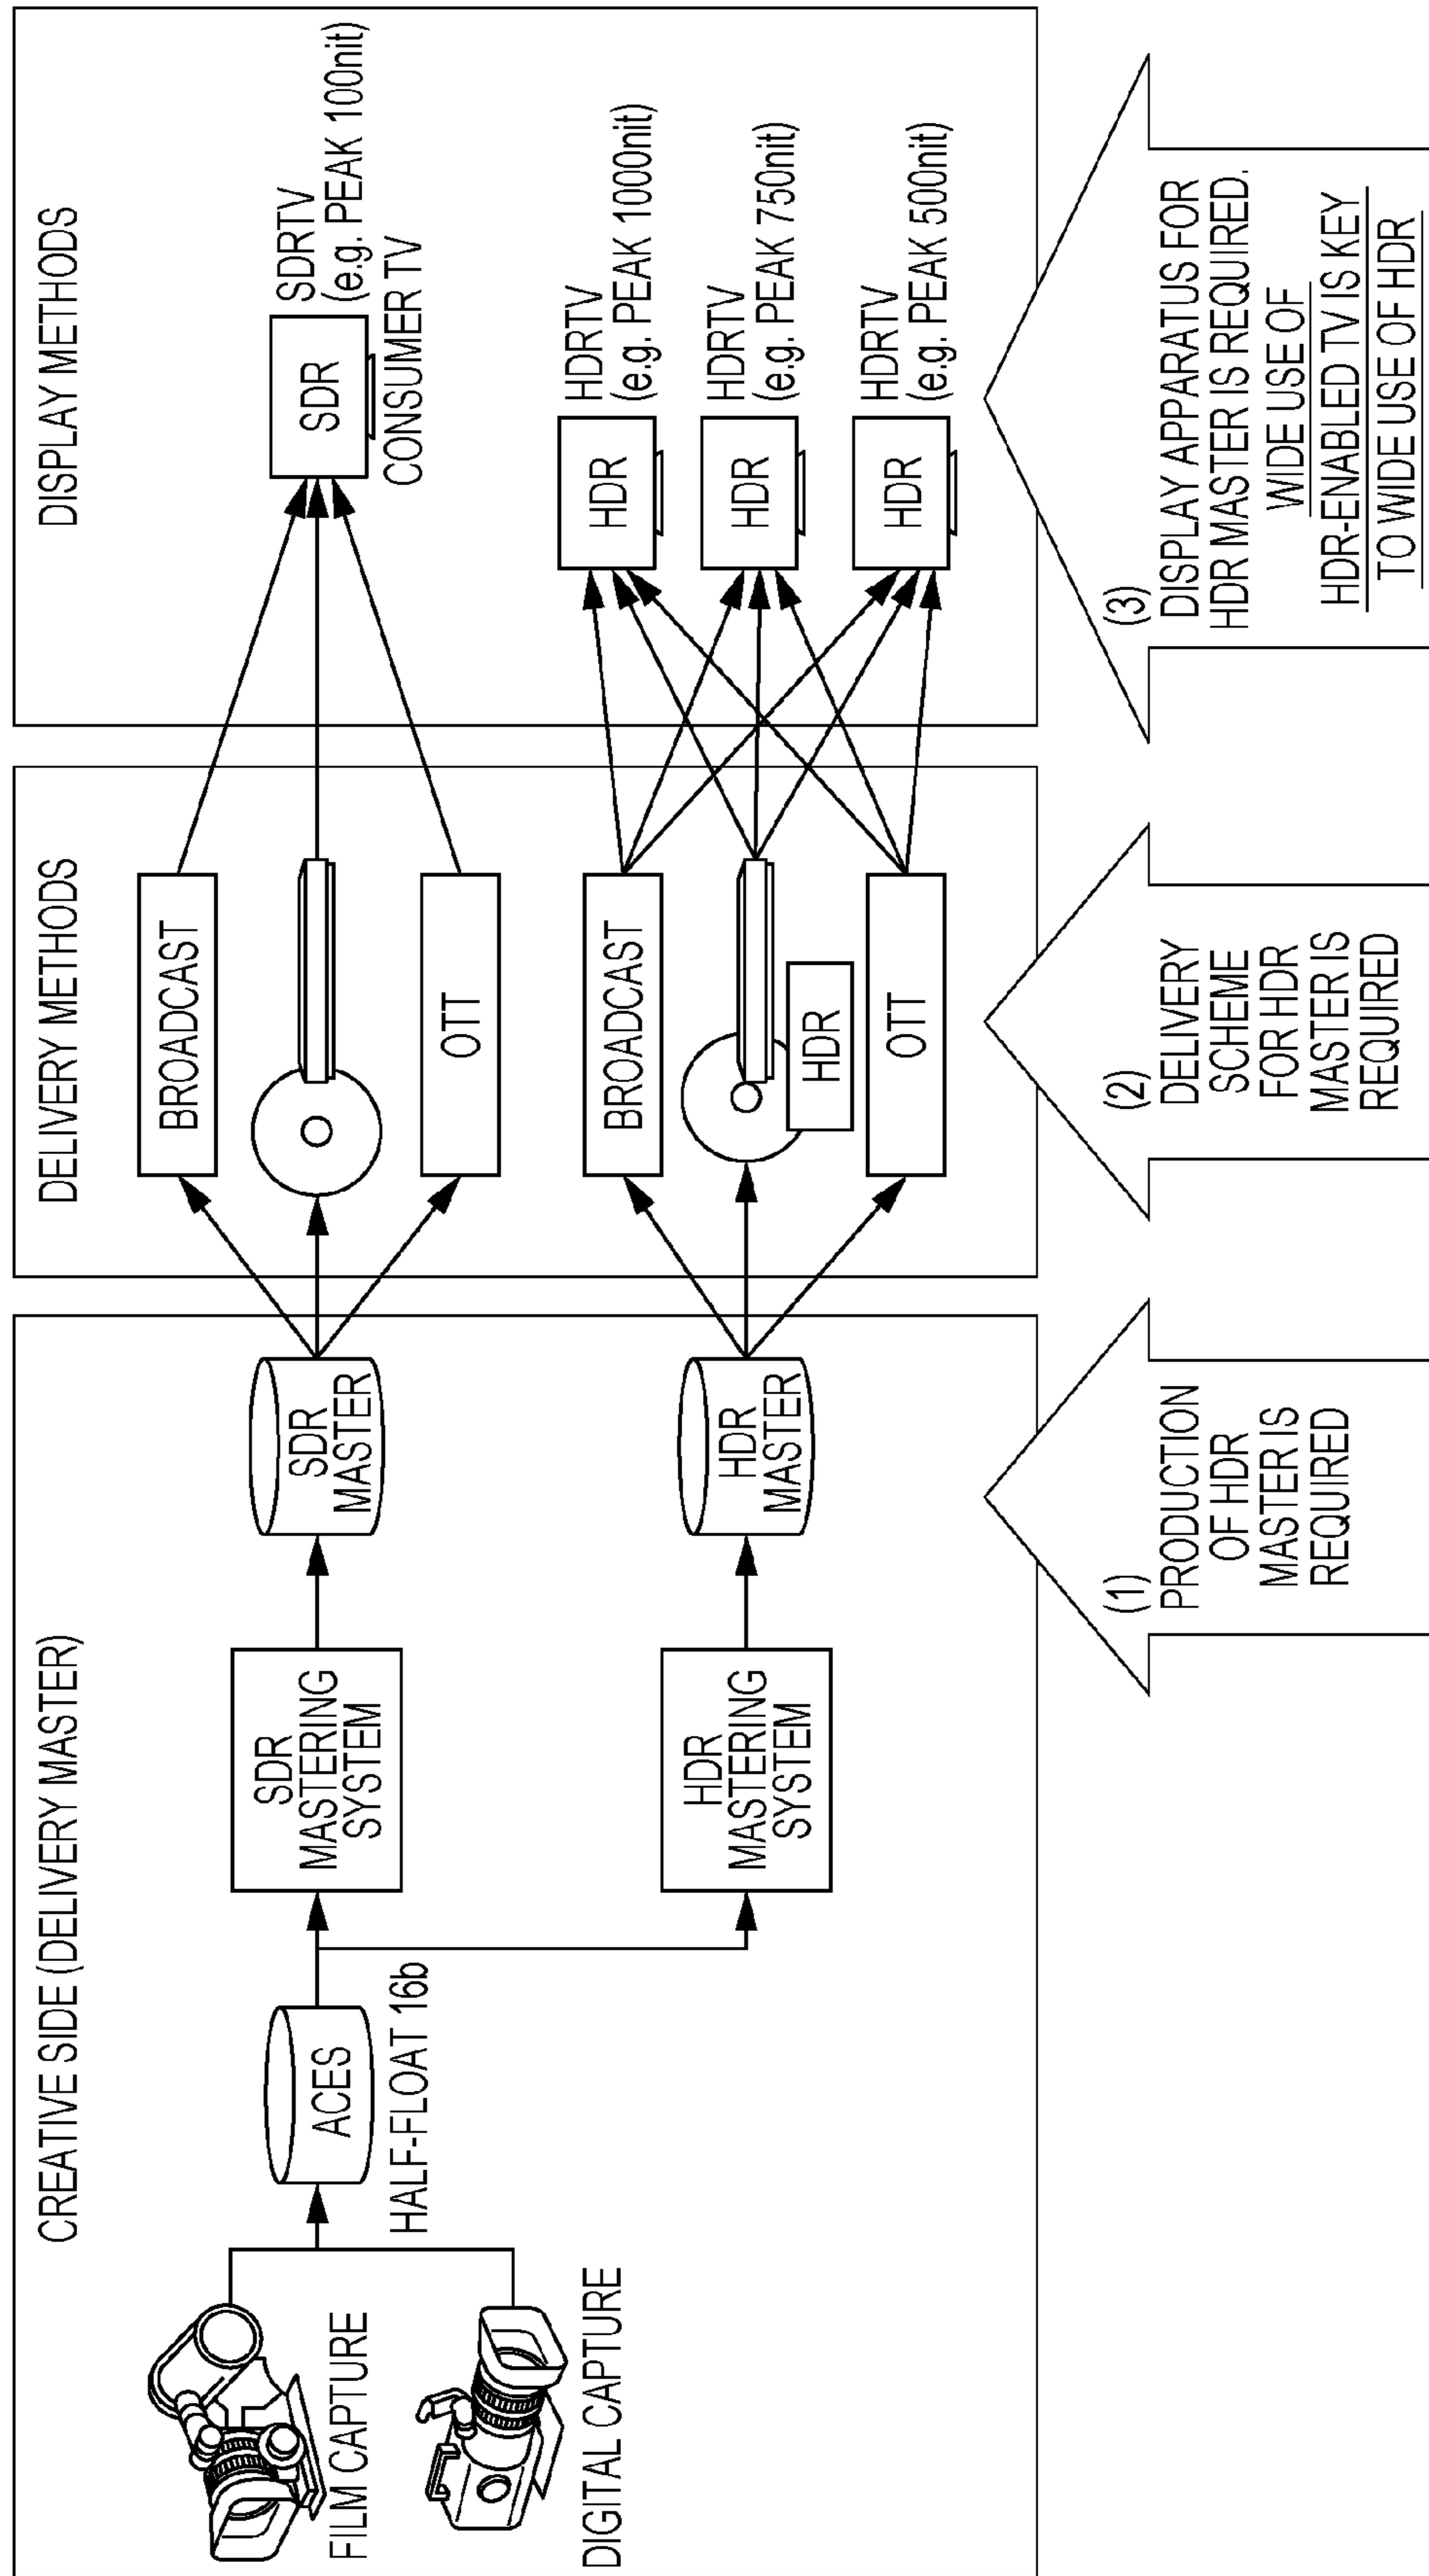 CREATIVE SIDE (DELIVERY MASTER)
FILM CAPTURE
DIGITAL CAPTURE
ACES
HALF-FLOAT 16b
SDR
MASTERING
SYSTEM
SDR
MASTER
HDR
MASTERING
SYSTEM
HDR
MASTER
DELIVERY METHODS
BROADCAST
OTT
BROADCAST
HDR
OTT
DISPLAY METHODS
SDR
SDRTV
(e.g. PEAK 100nit)
CONSUMER TV
HDR
HDRTV
(e.g. PEAK 1000nit)
HDR
HDRTV
(e.g. PEAK 750nit)
HDR
HDRTV
(e.g. PEAK 500nit)
(1)
PRODUCTION
OF HDR
MASTER IS
REQUIRED
(2)
DELIVERY
SCHEME
FOR HDR
MASTER IS
REQUIRED
(3)
DISPLAY APPARATUS FOR
HDR MASTER IS REQUIRED.
WIDE USE OF
HDR-ENABLED TV IS KEY
TO WIDE USE OF HDR